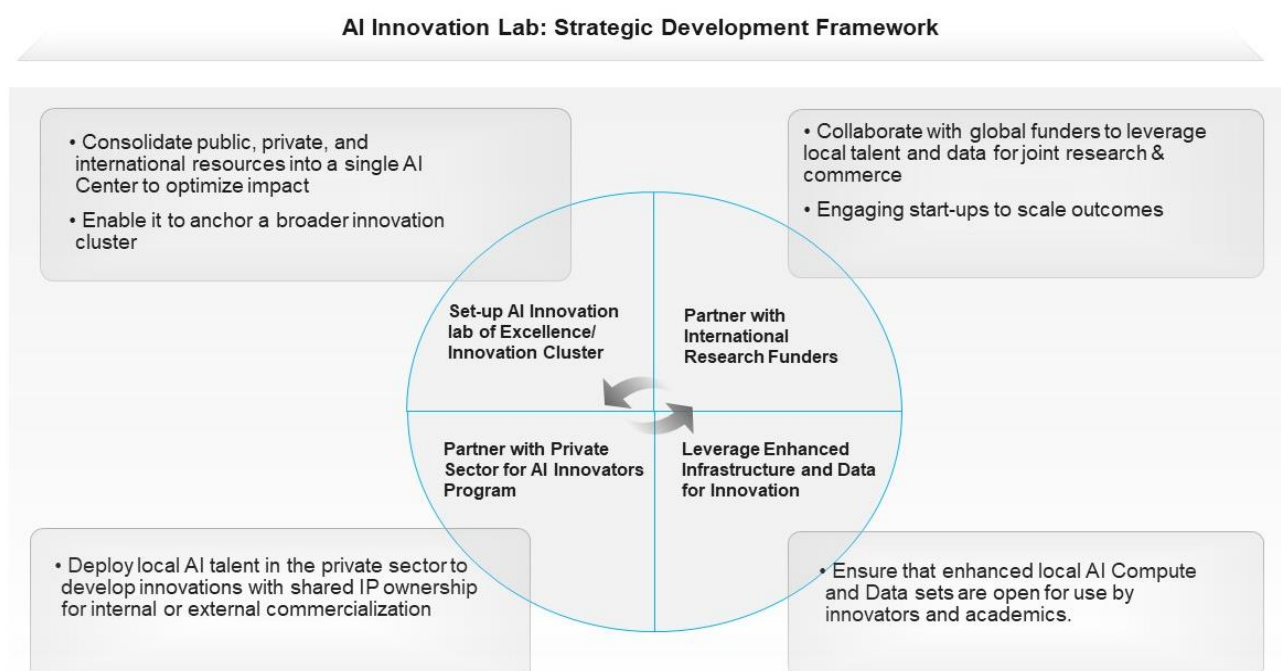 AI Innovation Lab: Strategic Development Framework
• Consolidate public, private, and
international resources into a single AI
Center to optimize impact
• Enable it to anchor a broader innovation
cluster
• Collaborate with global funders to leverage
local talent and data for joint research &
commerce
• Engaging start-ups to scale outcomes
Set-up AI Innovation
lab of Excellence/
Innovation Cluster
Partner with
International
Research Funders
Partner with Private
Sector for AI Innovators
Program
Leverage Enhanced
Infrastructure and Data
for Innovation
• Deploy local AI talent in the private sector to
develop innovations with shared IP ownership
for internal or external commercialization
• Ensure that enhanced local AI Compute
and Data sets are open for use by
innovators and academics.